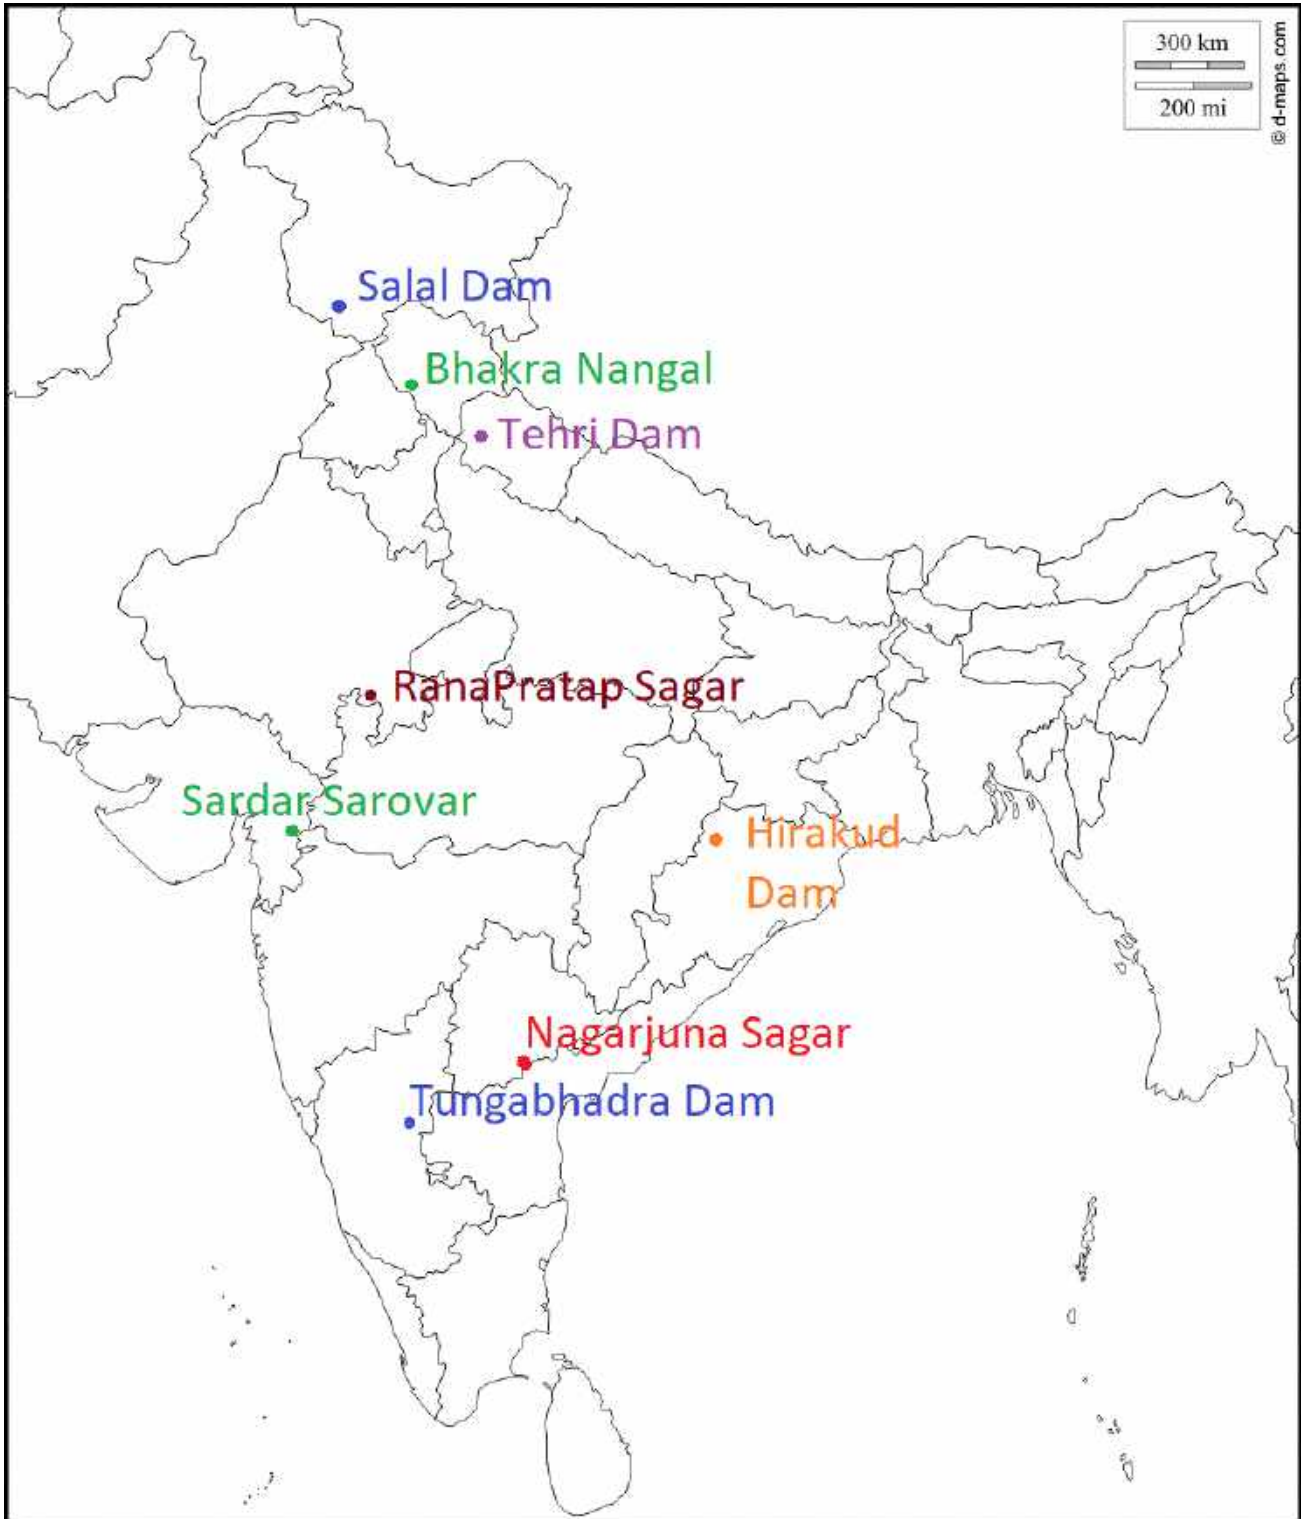 300 km
200 mi
© d-maps.com
Salal Dam
Bhakra Nangal
Tehri Dam
RanaPratap Sagar
Sardar Sarovar
Hirakud
Dam
Nagarjuna Sagar
Tungabhadra Dam